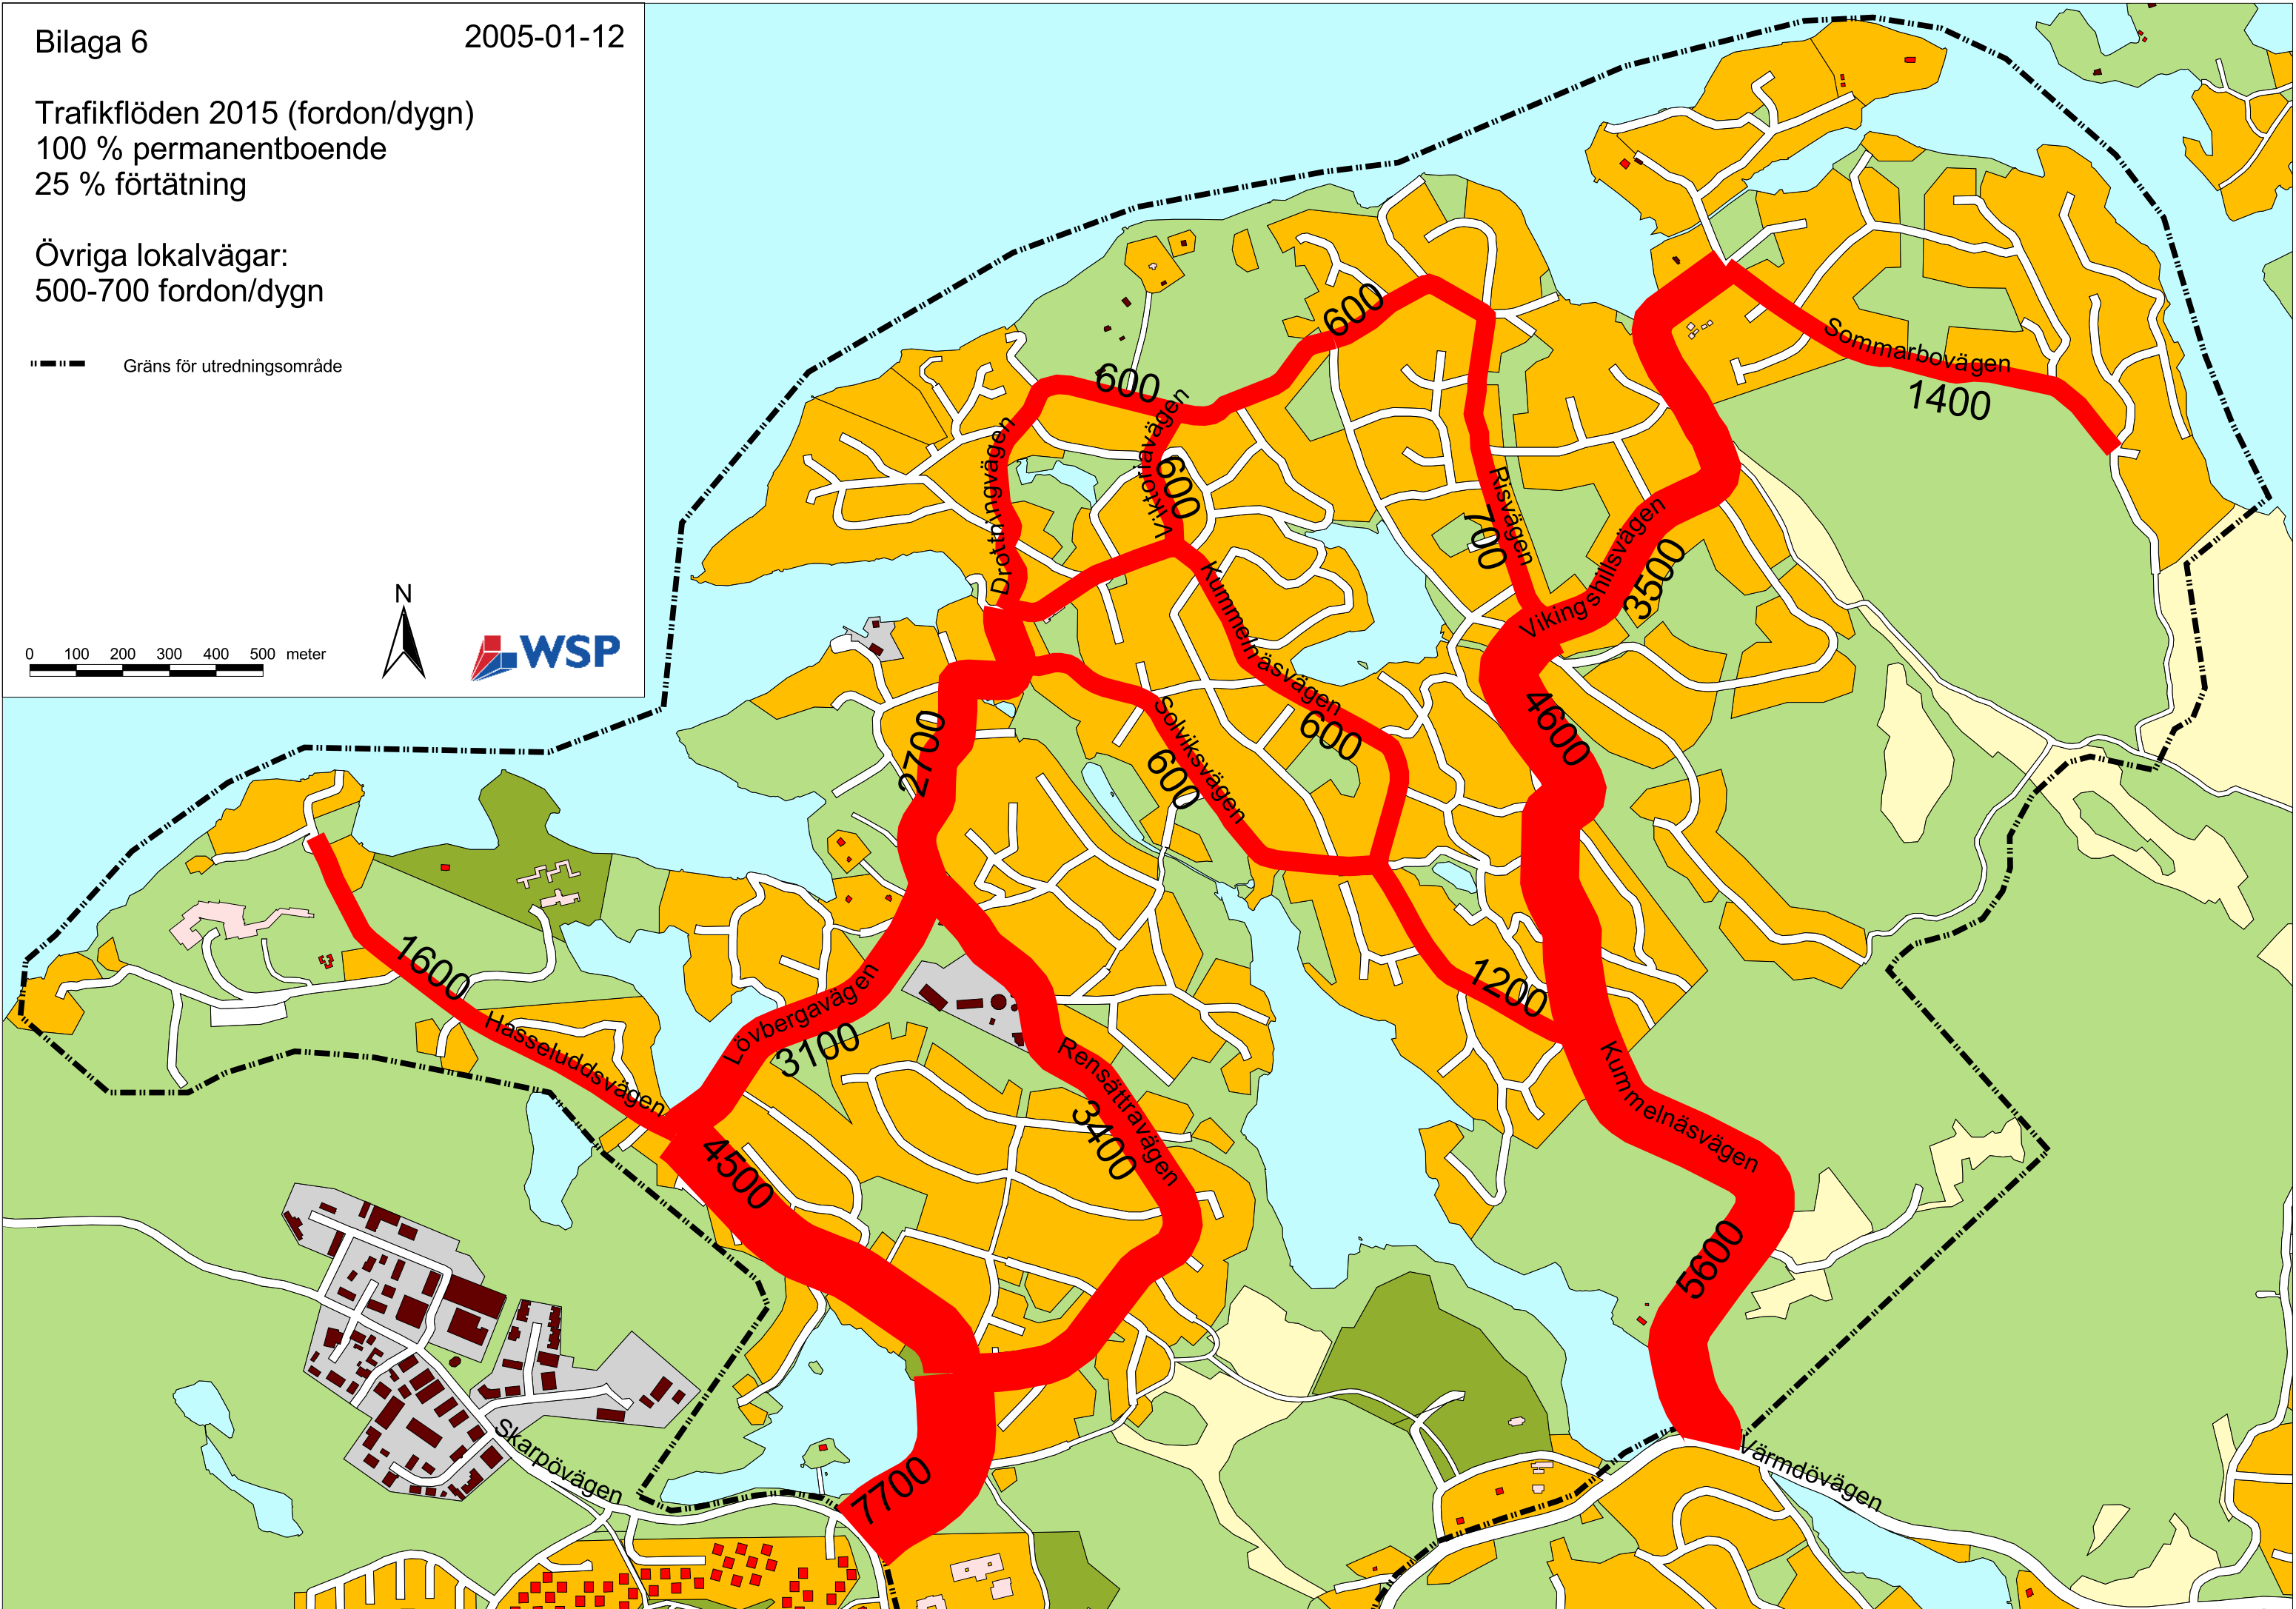 Bilaga 6
2005-01-12
Trafikflöden 2015 (fordon/dygn)
100 % permanentboende
25 % förtätning
Övriga lokalvägar:
500-700 fordon/dygn
Gräns för utredningsområde
N
0 100 200 300 400 500 meter
WSP
600
600
Sommarbovägen
1400
Drottningvägen
Viktoriavägen
600
Risvägen
700
Vikingshillsvägen
3500
Kummelnäsvägen
600
Solviksvägen
600
2700
4600
1600
Hasseluddsvägen
Lövbergavägen
3100
1200
Rensättravägen
3400
Kummelnäsvägen
4500
5600
7700
Skarpövägen
Värmdövägen